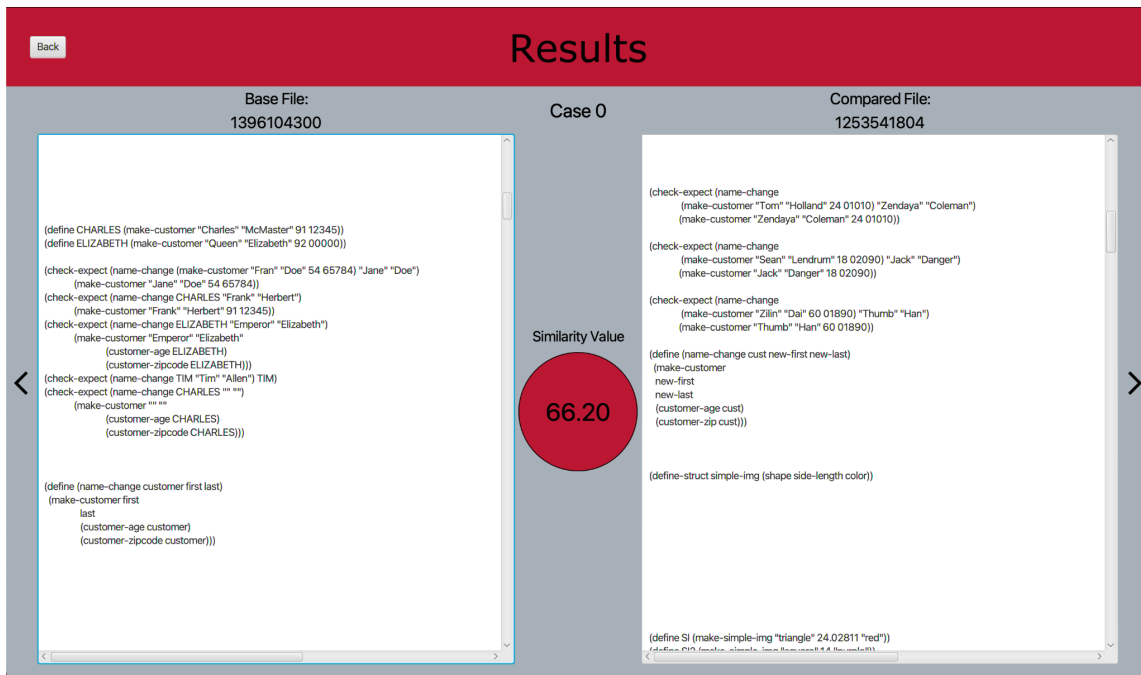 Back
Results
Base File:
1396104300
Case 0
Compared File:
1253541804
(define CHARLES (make-customer "Charles" "McMaster" 91 12345))
(define ELIZABETH (make-customer "Queen" "Elizabeth" 92 00000))
(check-expect (name-change (make-customer "Fran" "Doe" 54 65784) "Jane" "Doe")
(make-customer "Jane" "Doe" 54 65784))
(check-expect (name-change CHARLES "Frank" "Herbert")
(make-customer "Frank" "Herbert" 91 12345))
(check-expect (name-change ELIZABETH "Emperor" "Elizabeth")
(make-customer "Emperor" "Elizabeth"
(customer-age ELIZABETH)
(customer-zipcode ELIZABETH)))
(check-expect (name-change TIM "Tim" "Allen") TIM)
(check-expect (name-change CHARLES "" "")
(make-customer "" ""
(customer-age CHARLES)
(customer-zipcode CHARLES)))
(define (name-change customer first last)
(make-customer first
last
(customer-age customer)
(customer-zipcode customer)))
Similarity Value
66.20
(check-expect (name-change
(make-customer "Tom" "Holland" 24 01010) "Zendaya" "Coleman")
(make-customer "Zendaya" "Coleman" 24 01010))
(check-expect (name-change
(make-customer "Sean" "Lendrum" 18 02090) "Jack" "Danger")
(make-customer "Jack" "Danger" 18 02090))
(check-expect (name-change
(make-customer "Zilin" "Dai" 60 01890) "Thumb" "Han")
(make-customer "Thumb" "Han" 60 01890))
(define (name-change cust new-first new-last)
(make-customer
new-first
new-last
(customer-age cust)
(customer-zip cust)))
(define-struct simple-img (shape side-length color))
(define SI (make-simple-img "triangle" 24.02811 "red"))
(define SI2 (make-simple-img "square" 14 "purple"))